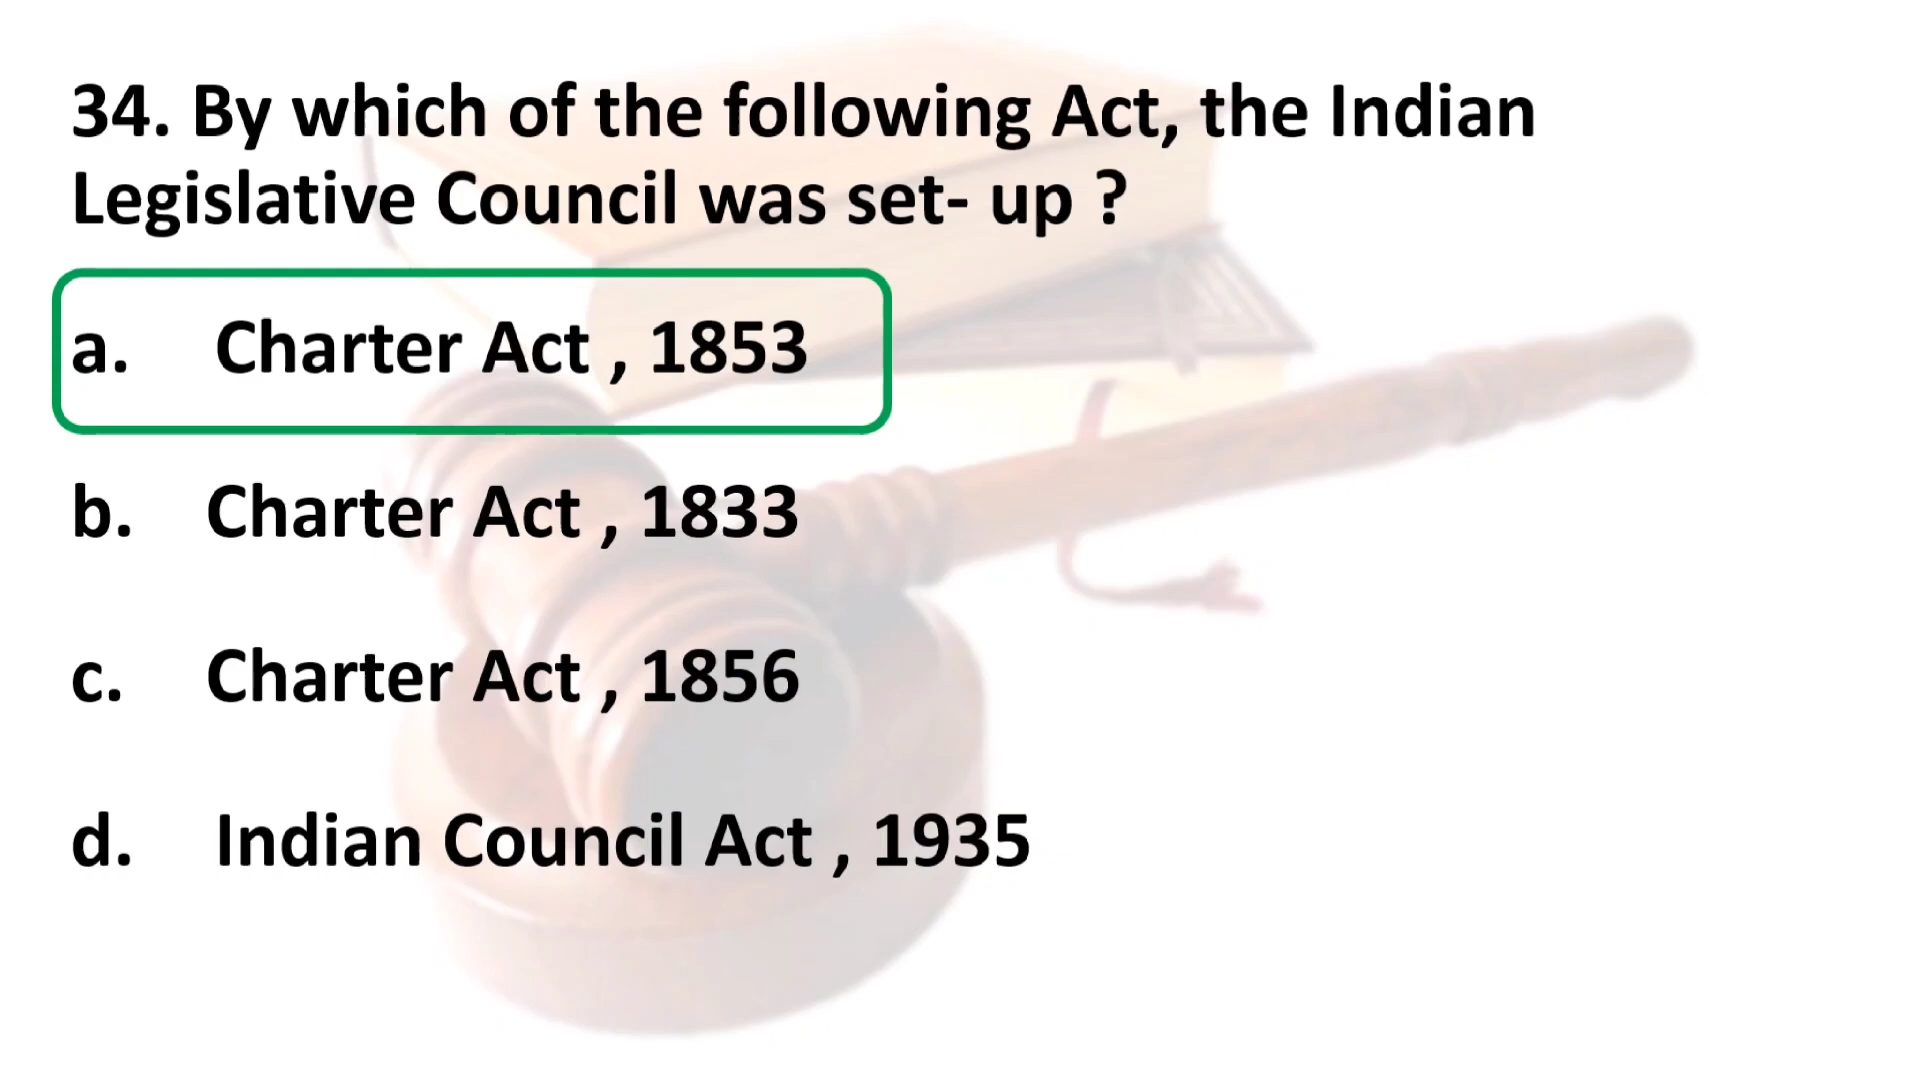 34. By which of the following Act, the Indian
Legislative Council was set- up ?
a. Charter Act , 1853
b. Charter Act , 1833
c. Charter Act , 1856
d. Indian Council Act , 1935